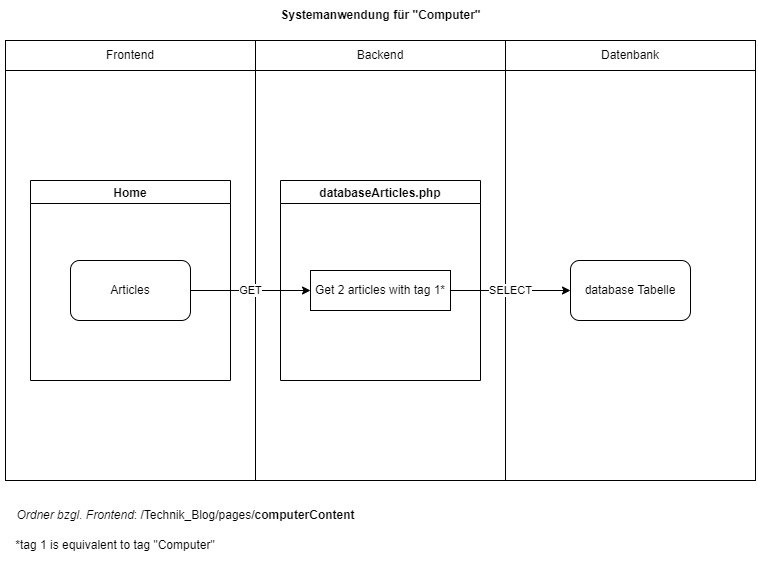 Systemanwendung für "Computer"
Frontend
Backend
Datenbank
Home
databaseArticles.php
Articles
GET
Get 2 articles with tag 1*
SELECT
database Tabelle
Ordner bzgl. Frontend: /Technik_Blog/pages/computerContent
*tag 1 is equivalent to tag "Computer"